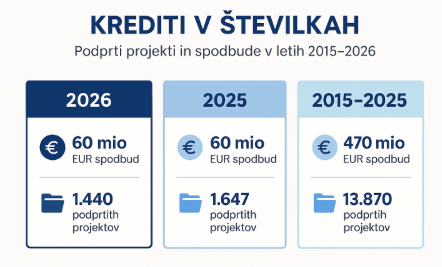 KREDITI V ŠTEVILKAH
Podprti projekti in spodbude v letih 2015–2026
2026
€ 60 mio
EUR spodbud
1.440
podprtih
projektov
2025
€ 60 mio
EUR spodbud
1.647
podprtih
projektov
2015–2025
€ 470 mio
EUR spodbud
13.870
podprtih
projektov